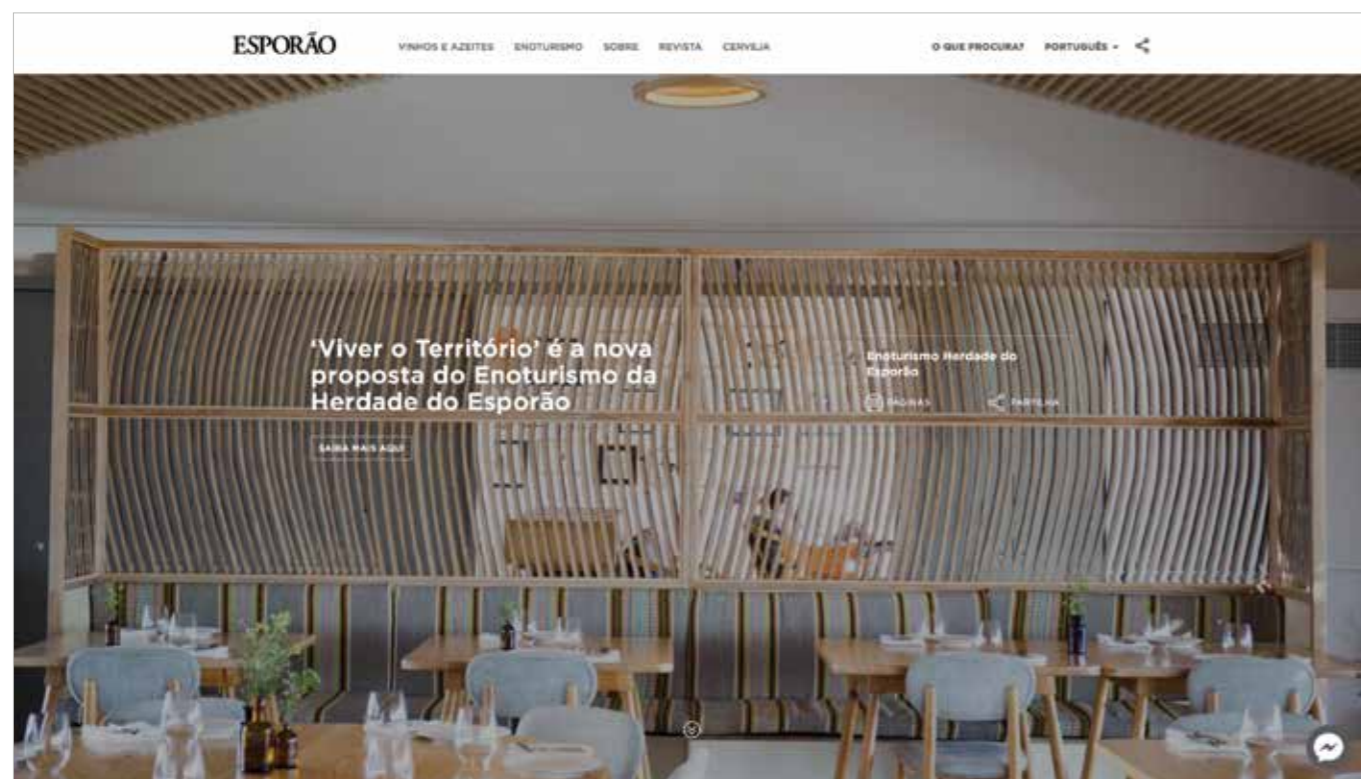 ESPORÃO
VINHOS E AZEITES ENOTURISMO SOBRE REVISTA CERVEJA
O QUE PROCURA? PORTUGUÊS
'Viver o Território' é a nova
proposta do Enoturismo da
Herdade do Esporão
SAIBA MAIS AQUI
Enoturismo Herdade do
Esporão
PÁGINAS PARTILHA